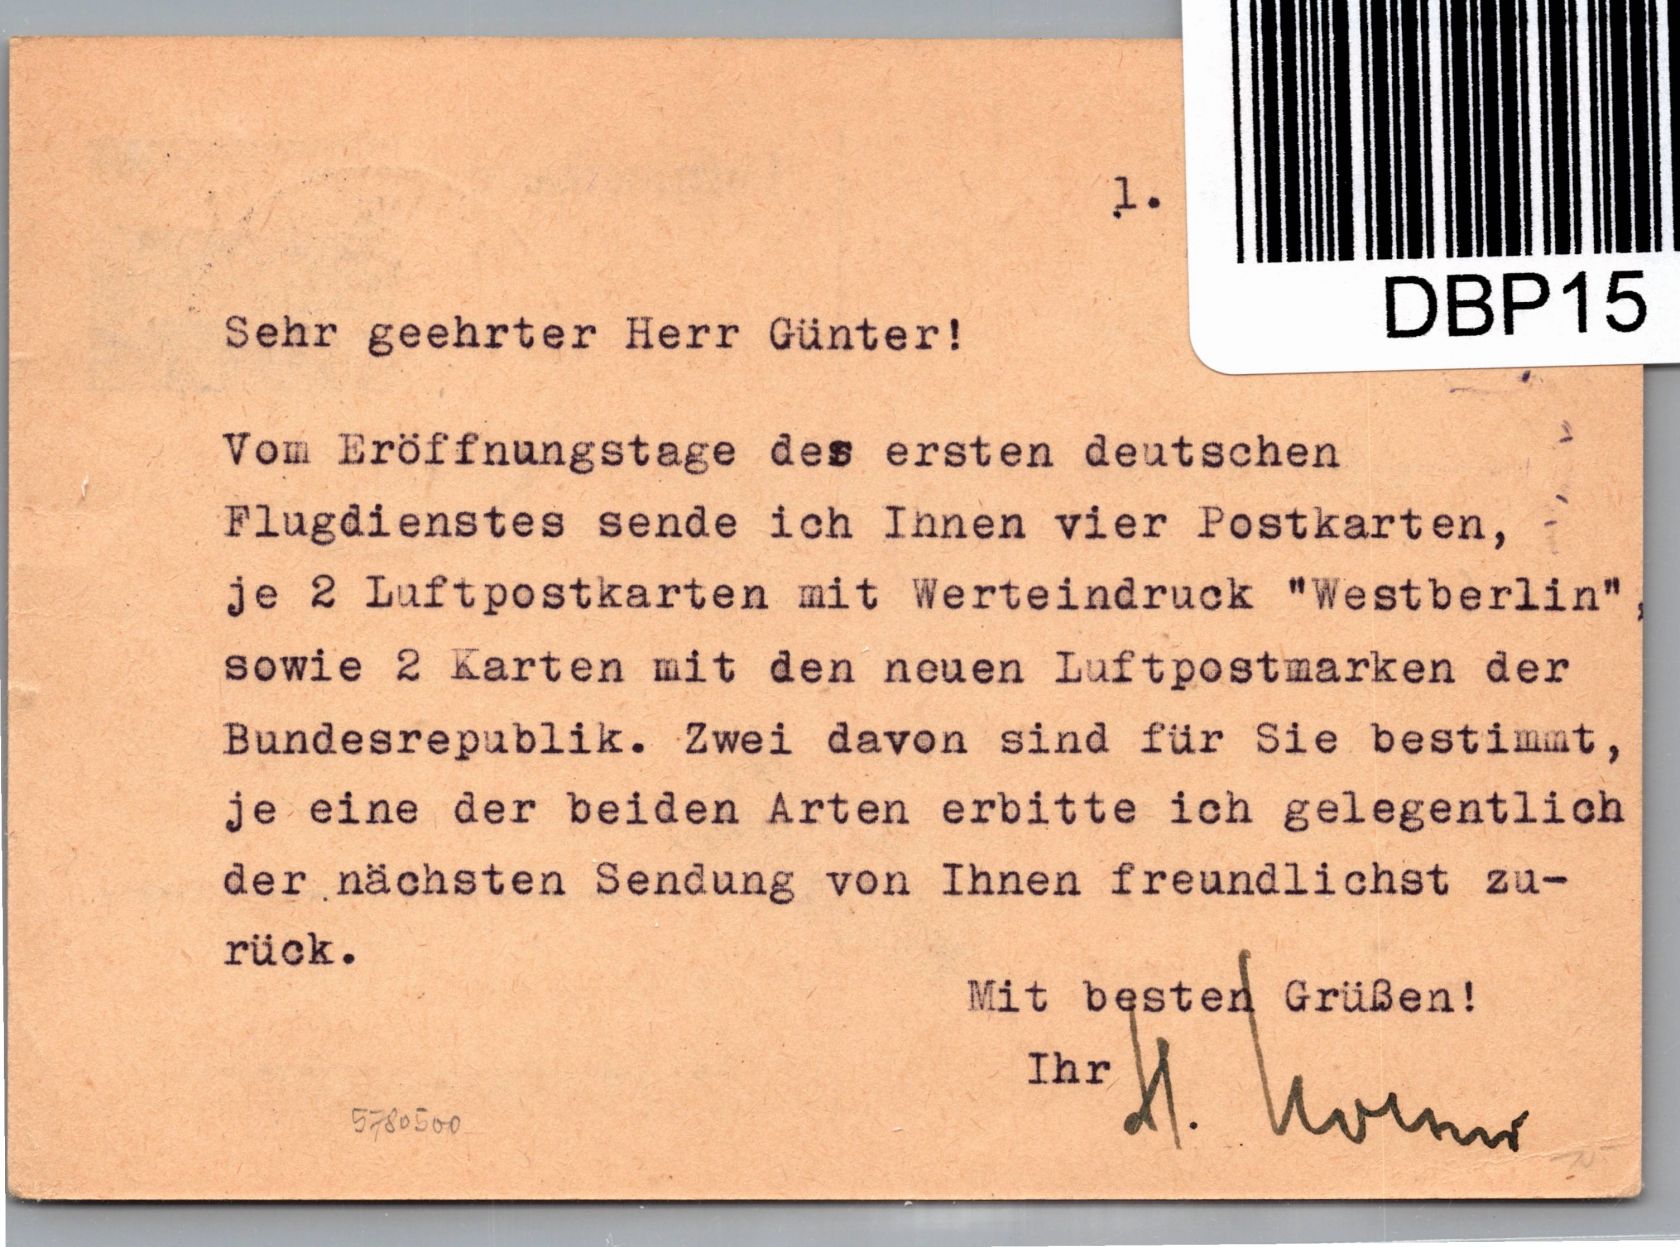 1.
DBP15
Sehr geehrter Herr Günter!
Vom Eröffnungstage des ersten deutschen
Flugdienstes sende ich Ihnen vier Postkarten,
je 2 Luftpostkarten mit Werteindruck "Westberlin",
sowie 2 Karten mit den neuen Luftpostmarken der
Bundesrepublik. Zwei davon sind für Sie bestimmt,
je eine der beiden Arten erbitte ich gelegentlich
der nächsten Sendung von Ihnen freundlichst zu-
rück.
Mit besten Grüßen!
Ihr H.
5780500